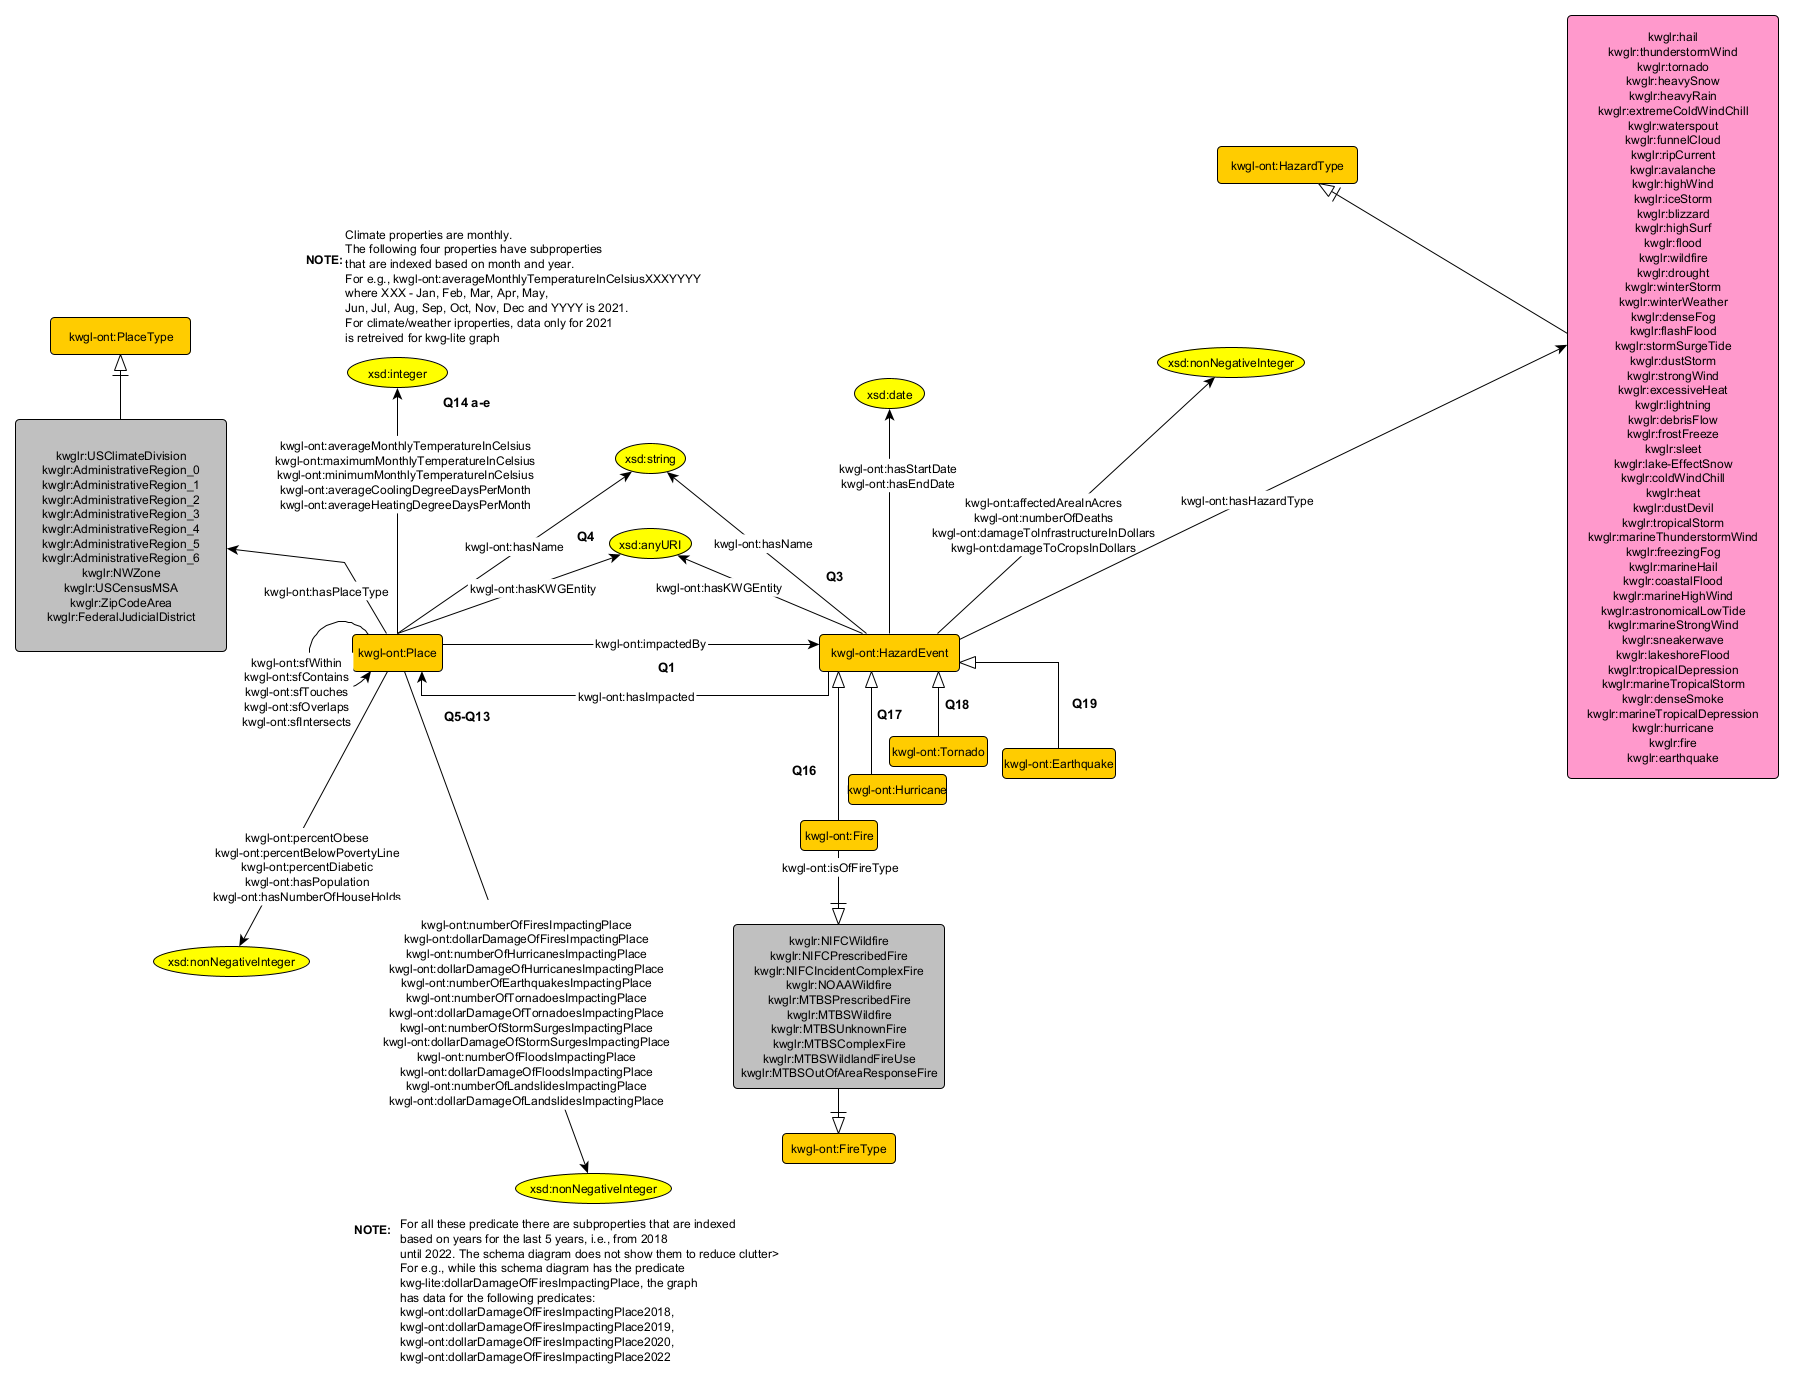 kwglr:hail
kwglr:thunderstormWind
kwglr:tornado
kwglr:heavySnow
kwglr:heavyRain
kwglr:extremeColdWindChill
kwglr:waterspout
kwglr:funnelCloud
kwglr:ripCurrent
kwglr:avalanche
kwglr:highWind
kwglr:iceStorm
kwglr:blizzard
kwglr:highSurf
kwglr:flood
kwglr:wildfire
kwglr:drought
kwglr:winterStorm
kwglr:winterWeather
kwglr:denseFog
kwglr:flashFlood
kwglr:stormSurgeTide
kwglr:dustStorm
kwglr:strongWind
kwglr:excessiveHeat
kwglr:lightning
kwglr:debrisFlow
kwglr:frostFreeze
kwglr:sleet
kwglr:lake-EffectSnow
kwglr:coldWindChill
kwglr:heat
kwglr:dustDevil
kwglr:tropicalStorm
kwglr:marineThunderstormWind
kwglr:freezingFog
kwglr:marineHail
kwglr:coastalFlood
kwglr:marineHighWind
kwglr:astronomicalLowTide
kwglr:marineStrongWind
kwglr:sneakerwave
kwglr:lakeshoreFlood
kwglr:tropicalDepression
kwglr:marineTropicalStorm
kwglr:denseSmoke
kwglr:marineTropicalDepression
kwglr:hurricane
kwglr:fire
kwglr:earthquake
kwgl-ont:HazardType
NOTE:
Climate properties are monthly.
The following four properties have subproperties
that are indexed based on month and year.
For e.g., kwgl-ont:averageMonthlyTemperatureInCelsiusXXXYYYY
where XXX - Jan, Feb, Mar, Apr, May,
Jun, Jul, Aug, Sep, Oct, Nov, Dec and YYYY is 2021.
For climate/weather iproperties, data only for 2021
is retreived for kwg-lite graph
kwgl-ont:PlaceType
xsd:integer
Q14 a-e
xsd:date
xsd:nonNegativeInteger
kwglr:USClimateDivision
kwglr:AdministrativeRegion_0
kwglr:AdministrativeRegion_1
kwglr:AdministrativeRegion_2
kwglr:AdministrativeRegion_3
kwglr:AdministrativeRegion_4
kwglr:AdministrativeRegion_5
kwglr:AdministrativeRegion_6
kwglr:NWZone
kwglr:USCensusMSA
kwglr:ZipCodeArea
kwglr:FederalJudicialDistrict
kwgl-ont:averageMonthlyTemperatureInCelsius
kwgl-ont:maximumMonthlyTemperatureInCelsius
kwgl-ont:minimumMonthlyTemperatureInCelsius
kwgl-ont:averageCoolingDegreeDaysPerMonth
kwgl-ont:averageHeatingDegreeDaysPerMonth
xsd:string
kwgl-ont:hasStartDate
kwgl-ont:hasEndDate
kwgl-ont:affectedAreaInAcres
kwgl-ont:numberOfDeaths
kwgl-ont:damageToInfrastructureInDollars
kwgl-ont:damageToCropsInDollars
kwgl-ont:hasHazardType
kwgl-ont:hasName
Q4
xsd:anyURI
kwgl-ont:hasName
Q3
kwgl-ont:hasPlaceType
kwgl-ont:hasKWGEntity
kwgl-ont:hasKWGEntity
kwgl-ont:Place
kwgl-ont:impactedBy
kwgl-ont:HazardEvent
Q1
kwgl-ont:hasImpacted
kwgl-ont:sfWithin
kwgl-ont:sfContains
kwgl-ont:sfTouches
kwgl-ont:sfOverlaps
kwgl-ont:sfIntersects
Q5-Q13
Q17
Q18
Q19
kwgl-ont:Tornado
kwgl-ont:Earthquake
Q16
kwgl-ont:Hurricane
kwgl-ont:Fire
kwgl-ont:isOfFireType
kwgl-ont:percentObese
kwgl-ont:percentBelowPovertyLine
kwgl-ont:percentDiabetic
kwgl-ont:hasPopulation
kwgl-ont:hasNumberOfHouseHolds
xsd:nonNegativeInteger
kwgl-ont:numberOfFiresImpactingPlace
kwgl-ont:dollarDamageOfFiresImpactingPlace
kwgl-ont:numberOfHurricanesImpactingPlace
kwgl-ont:dollarDamageOfHurricanesImpactingPlace
kwgl-ont:numberOfEarthquakesImpactingPlace
kwgl-ont:numberOfTornadoesImpactingPlace
kwgl-ont:dollarDamageOfTornadoesImpactingPlace
kwgl-ont:numberOfStormSurgesImpactingPlace
kwgl-ont:dollarDamageOfStormSurgesImpactingPlace
kwgl-ont:numberOfFloodsImpactingPlace
kwgl-ont:dollarDamageOfFloodsImpactingPlace
kwgl-ont:numberOfLandslidesImpactingPlace
kwgl-ont:dollarDamageOfLandslidesImpactingPlace
kwglr:NIFCWildfire
kwglr:NIFCPrescribedFire
kwglr:NIFCIncidentComplexFire
kwglr:NOAAWildfire
kwglr:MTBSPrescribedFire
kwglr:MTBSWildfire
kwglr:MTBSUnknownFire
kwglr:MTBSComplexFire
kwglr:MTBSWildlandFireUse
kwglr:MTBSOutOfAreaResponseFire
kwgl-ont:FireType
xsd:nonNegativeInteger
NOTE:
For all these predicate there are subproperties that are indexed
based on years for the last 5 years, i.e., from 2018
until 2022. The schema diagram does not show them to reduce clutter>
For e.g., while this schema diagram has the predicate
kwg-lite:dollarDamageOfFiresImpactingPlace, the graph
has data for the following predicates:
kwgl-ont:dollarDamageOfFiresImpactingPlace2018,
kwgl-ont:dollarDamageOfFiresImpactingPlace2019,
kwgl-ont:dollarDamageOfFiresImpactingPlace2020,
kwgl-ont:dollarDamageOfFiresImpactingPlace2022